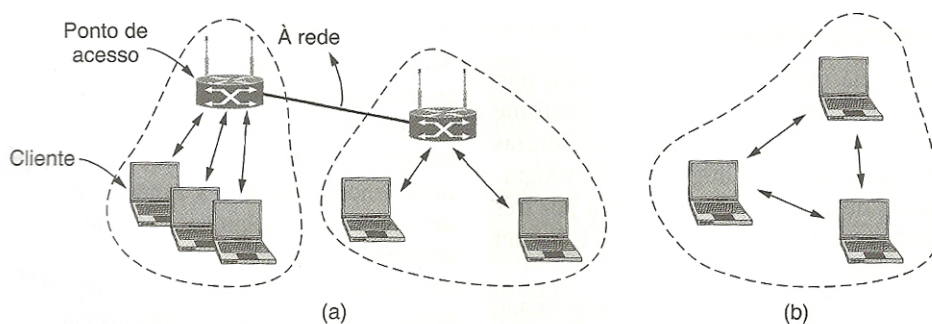 Ponto de
acesso
À rede
Cliente
(a)
(b)